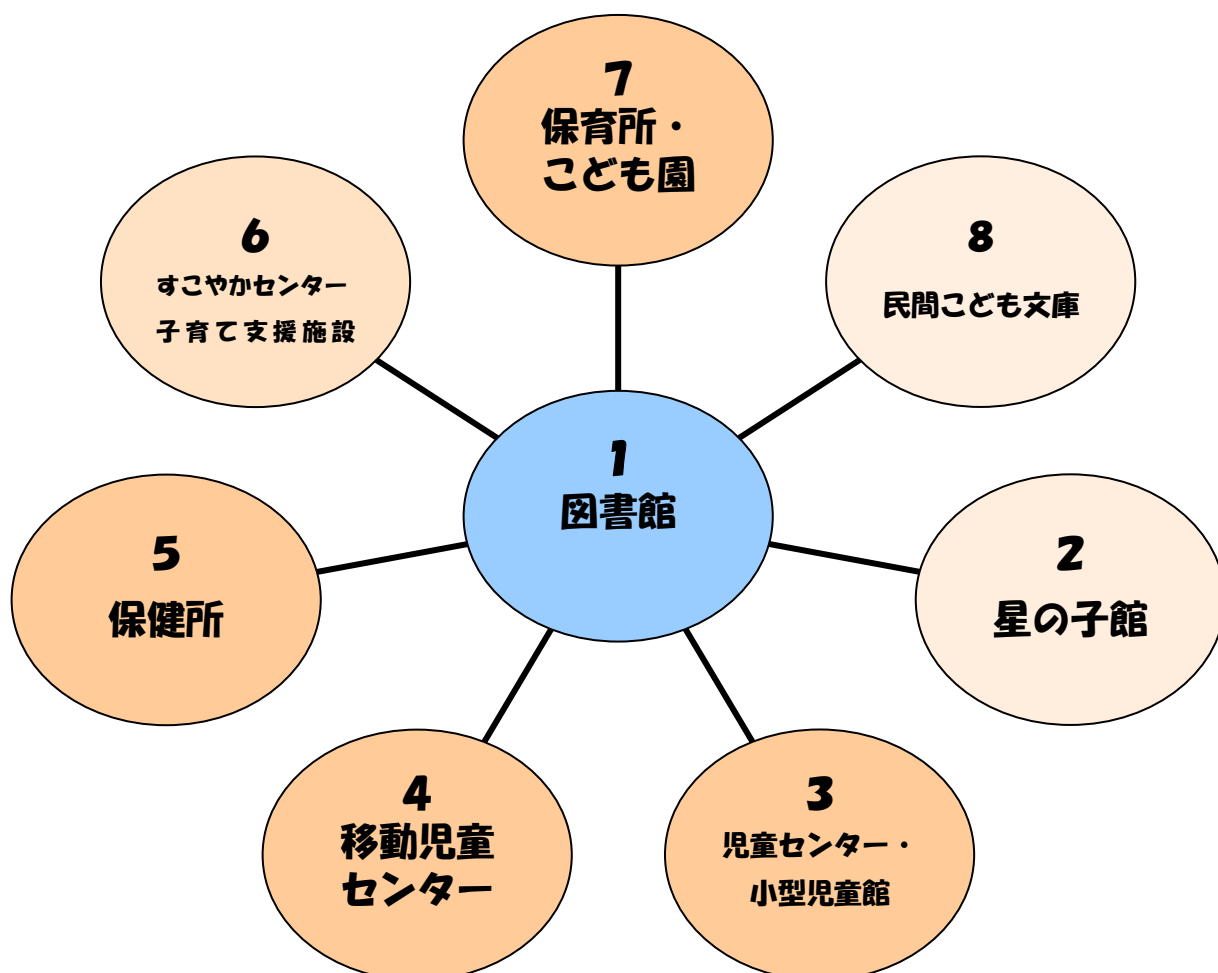 7
保育所・
こども園
6
すこやかセンター
子育て支援施設
8
民間こども文庫
1
図書館
5
保健所
2
星の子館
4
移動児童
センター
3
児童センター・
小型児童館